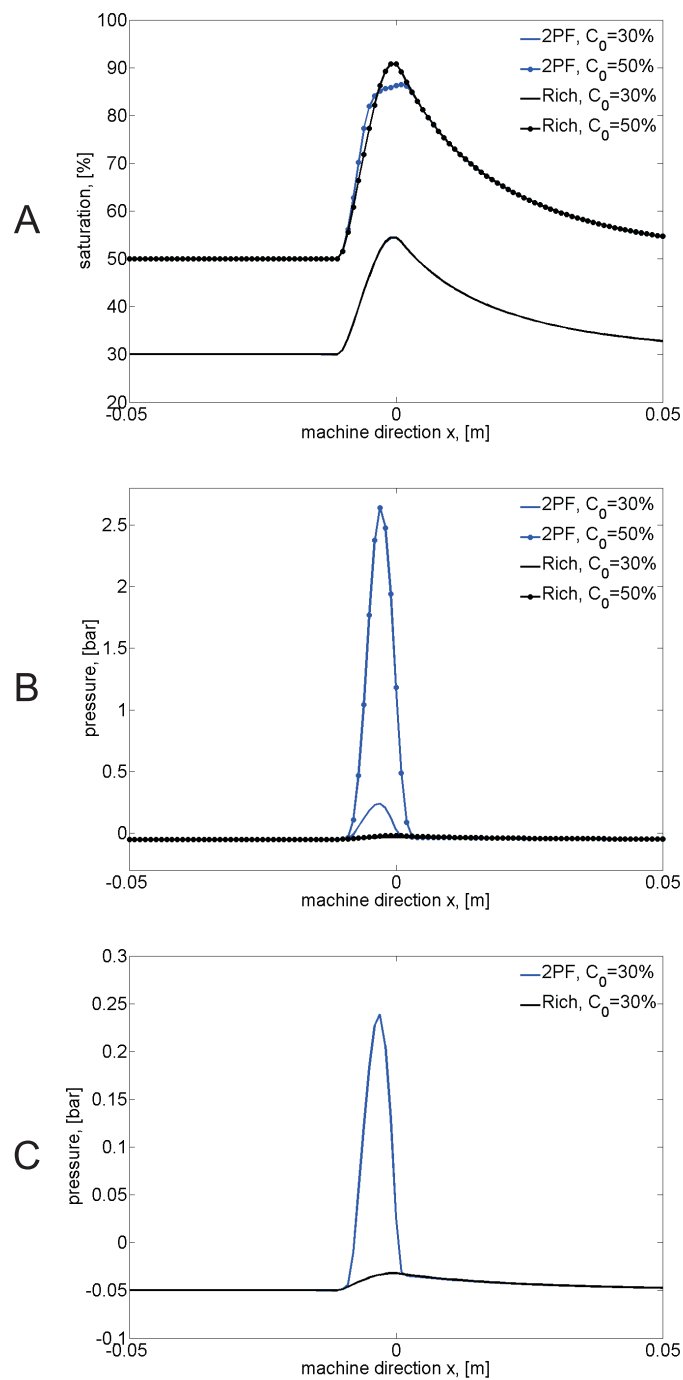 A
saturation, [%]
100
90
80
70
60
50
40
30
20
-0.05
0
0.05
machine direction x, [m]
2PF, C0=30%
2PF, C0=50%
Rich, C0=30%
Rich, C0=50%
B
pressure, [bar]
2.5
2
1.5
1
0.5
0
-0.05
0
0.05
machine direction x, [m]
2PF, C0=30%
2PF, C0=50%
Rich, C0=30%
Rich, C0=50%
C
pressure, [bar]
0.3
0.25
0.2
0.15
0.1
0.05
0
-0.05
-0.1
-0.05
0
0.05
machine direction x, [m]
2PF, C0=30%
Rich, C0=30%